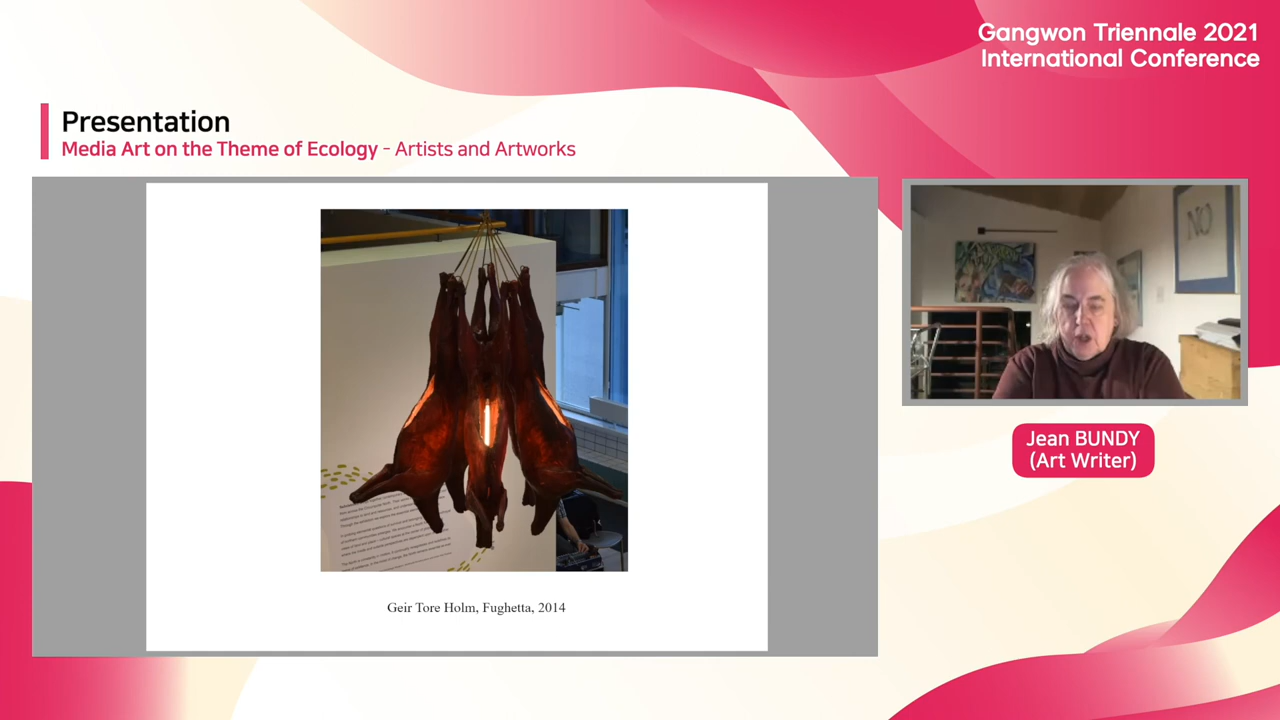 Gangwon Triennale 2021
International Conference
Presentation
Media Art on the Theme of Ecology - Artists and Artworks
NO
Geir Tore Holm, Fughetta, 2014
Jean BUNDY
(Art Writer)